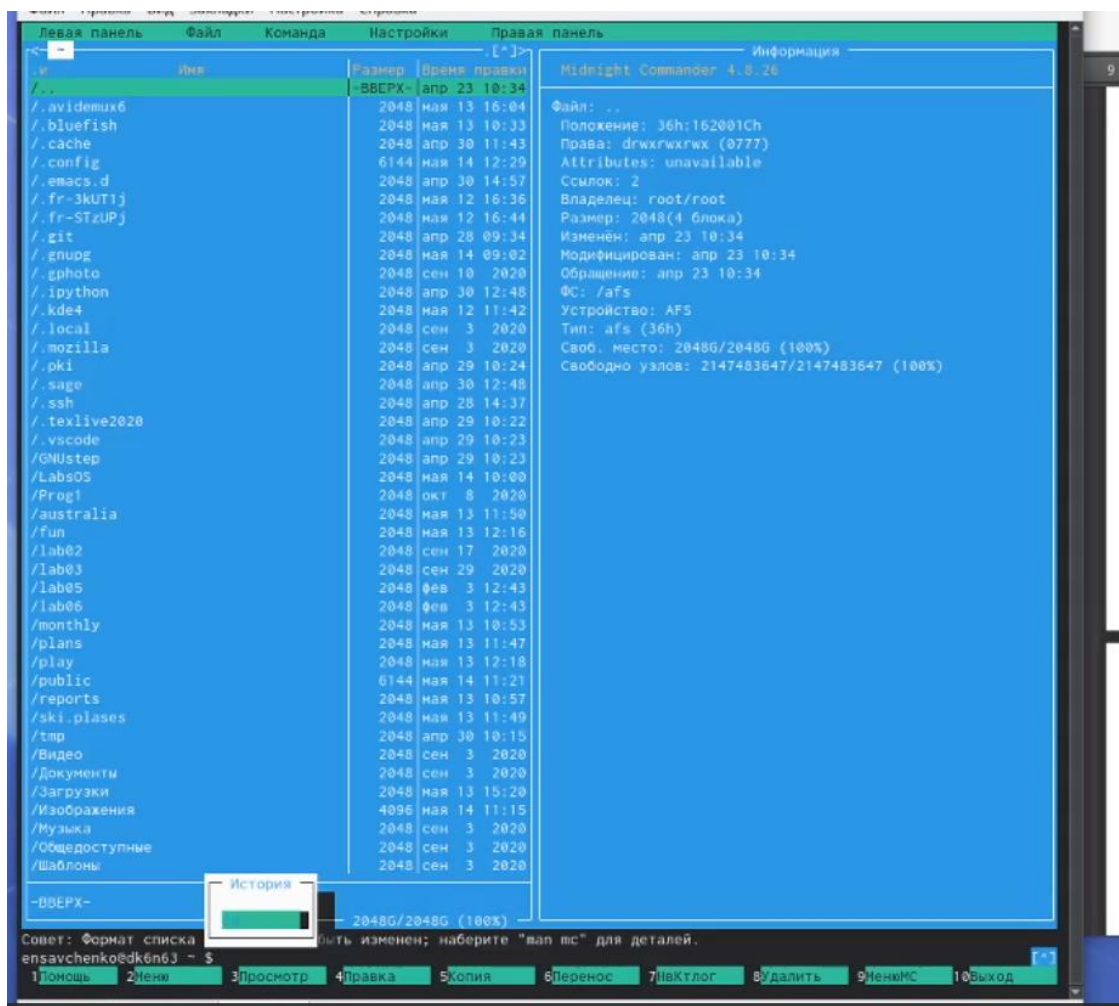 Файл Правка Вид Закладки Настройка Справка
Левая панель Файл Команда Настройки Правая панель
<- ~ .[^]>
.и Имя Размер Время правки
/.. -ВВЕРХ- апр 23 10:34
/.avidemux6 2048 мая 13 16:04
/.bluefish 2048 мая 13 10:33
/.cache 2048 апр 30 11:43
/.config 6144 мая 14 12:29
/.emacs.d 2048 апр 30 14:57
/.fr-3kUT1j 2048 мая 12 16:36
/.fr-STzUPj 2048 мая 12 16:44
/.git 2048 апр 28 09:34
/.gnupg 2048 мая 14 09:02
/.gphoto 2048 сен 10 2020
/.ipython 2048 апр 30 12:48
/.kde4 2048 мая 12 11:42
/.local 2048 сен 3 2020
/.mozilla 2048 сен 3 2020
/.pki 2048 апр 29 10:24
/.sage 2048 апр 30 12:48
/.ssh 2048 апр 28 14:37
/.texlive2020 2048 апр 29 10:22
/.vscode 2048 апр 29 10:23
/GNUstep 2048 апр 29 10:23
/LabsOS 2048 мая 14 10:00
/Prog1 2048 окт 8 2020
/australia 2048 мая 13 11:50
/fun 2048 мая 13 12:16
/lab02 2048 сен 17 2020
/lab03 2048 сен 29 2020
/lab05 2048 фев 3 12:43
/lab06 2048 фев 3 12:43
/monthly 2048 мая 13 10:53
/plans 2048 мая 13 11:47
/play 2048 мая 13 12:18
/public 6144 мая 14 11:21
/reports 2048 мая 13 10:57
/ski.plases 2048 мая 13 11:49
/tmp 2048 апр 30 10:15
/Видео 2048 сен 3 2020
/Документы 2048 сен 3 2020
/Загрузки 2048 мая 13 15:20
/Изображения 4096 мая 14 11:15
/Музыка 2048 сен 3 2020
/Общедоступные 2048 сен 3 2020
/Шаблоны 2048 сен 3 2020
-ВВЕРХ-
2048G/2048G (100%)
Информация
Midnight Commander 4.8.26
Файл: ..
Положение: 36h:162001Ch
Права: drwxrwxrwx (0777)
Attributes: unavailable
Ссылок: 2
Владелец: root/root
Размер: 2048(4 блока)
Изменён: апр 23 10:34
Модифицирован: апр 23 10:34
Обращение: апр 23 10:34
ФС: /afs
Устройство: AFS
Тип: afs (36h)
Своб. место: 2048G/2048G (100%)
Свободно узлов: 2147483647/2147483647 (100%)
9
История
Совет: Формат списка быть изменен; наберите "man mc" для деталей.
ensavchenko@dk6n63 ~ $ [^]
1Помощь 2Меню 3Просмотр 4Правка 5Копия 6Перенос 7НвКтлог 8Удалить 9МенюМС 10Выход